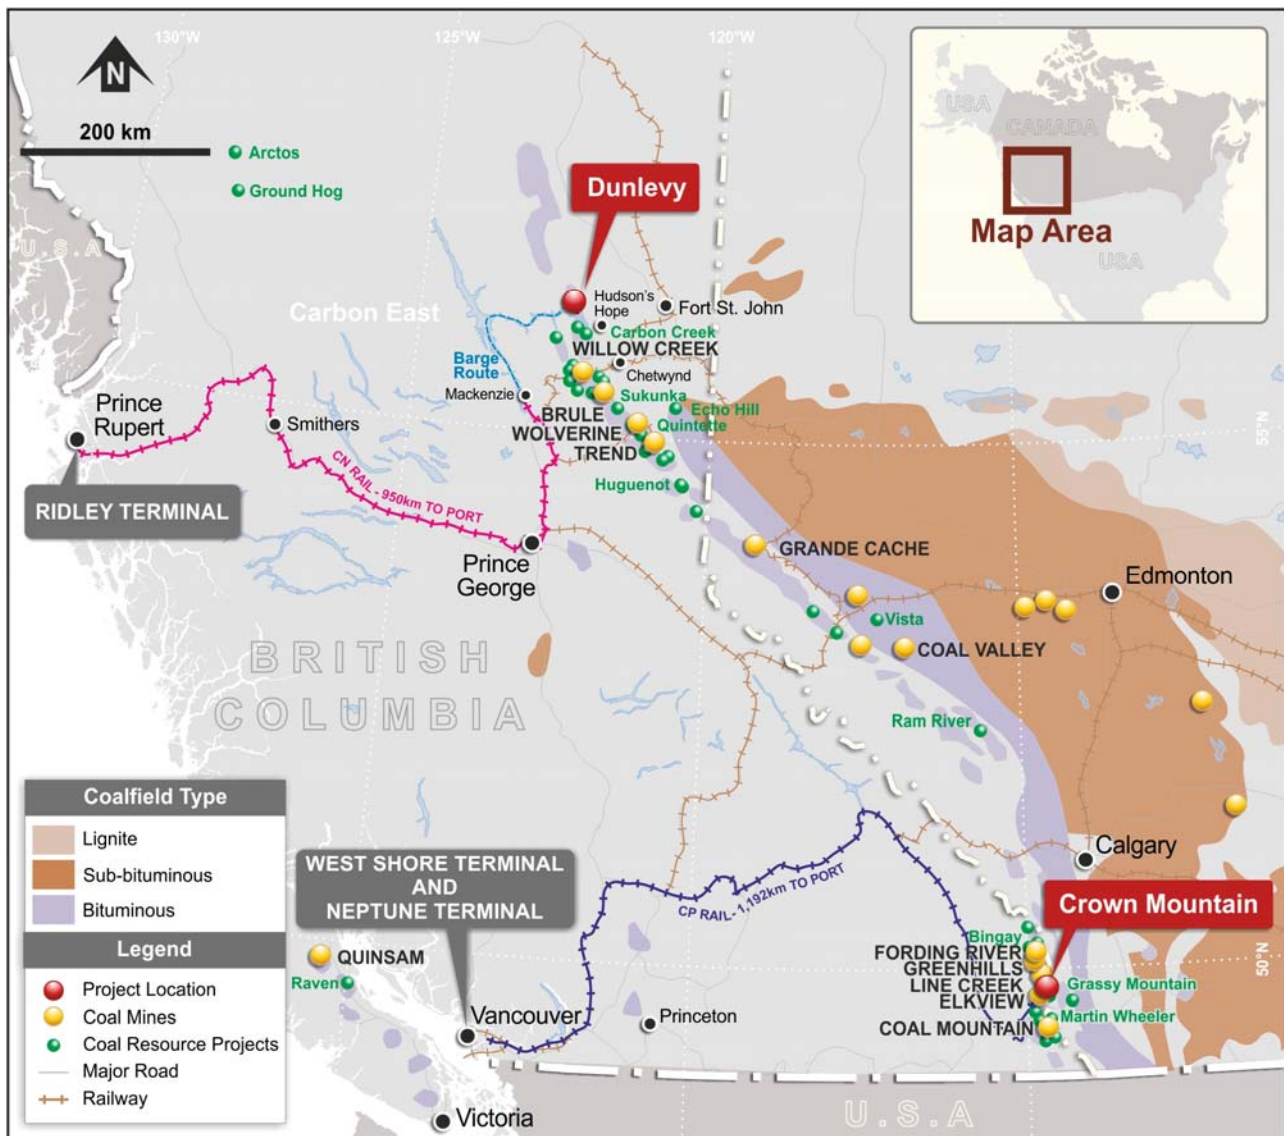 130°W
125°W
120°W
N
200 km
Arctos
Ground Hog
USA
CANADA
Map Area
USA
Dunlevy
U.S.A
Carbon East
Hudson's
Hope
Fort St. John
Carbon Creek
WILLOW CREEK
Barge
Route
Chetwynd
Mackenzie
Sukunka
Echo Hill
BRULE
Quintette
WOLVERINE
TREND
55°N
Prince
Rupert
Smithers
CN RAIL - 950km TO PORT
Huguenot
RIDLEY TERMINAL
Prince
George
GRANDE CACHE
Edmonton
Vista
COAL VALLEY
BRITISH
COLUMBIA
Ram River
Coalfield Type
Lignite
Sub-bituminous
Bituminous
Legend
Project Location
Coal Mines
Coal Resource Projects
Major Road
Railway
WEST SHORE TERMINAL
AND
NEPTUNE TERMINAL
CP RAIL- 1,192km TO PORT
Calgary
Crown Mountain
Bingay
FORDING RIVER
GREENHILLS
LINE CREEK
Grassy Mountain
ELKVIEW
Martin Wheeler
COAL MOUNTAIN
50°N
QUINSAM
Raven
Vancouver
Princeton
Victoria
U.S.A